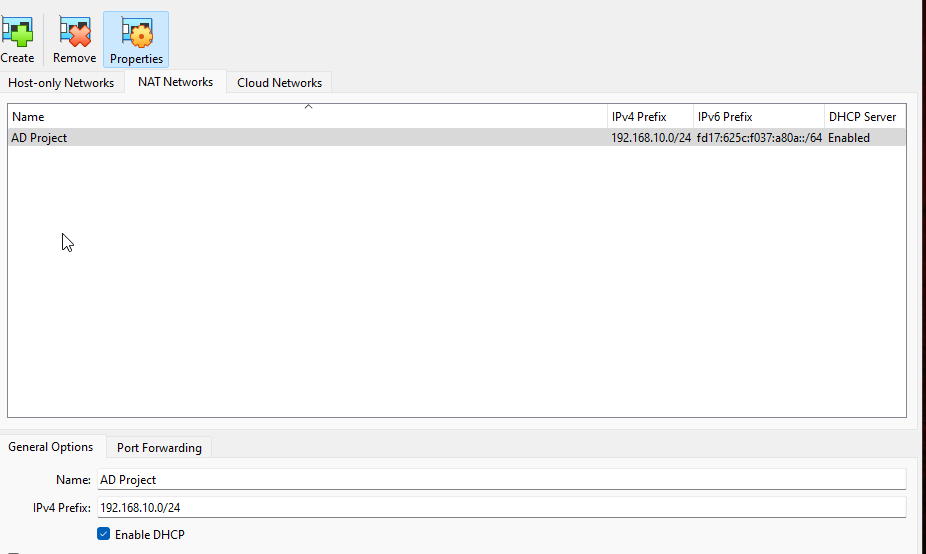 Create Remove Properties
Host-only Networks NAT Networks Cloud Networks
Name IPv4 Prefix IPv6 Prefix DHCP Server
AD Project 192.168.10.0/24 fd17:625c:f037:a80a::/64 Enabled
General Options Port Forwarding
Name: AD Project
IPv4 Prefix: 192.168.10.0/24
Enable DHCP